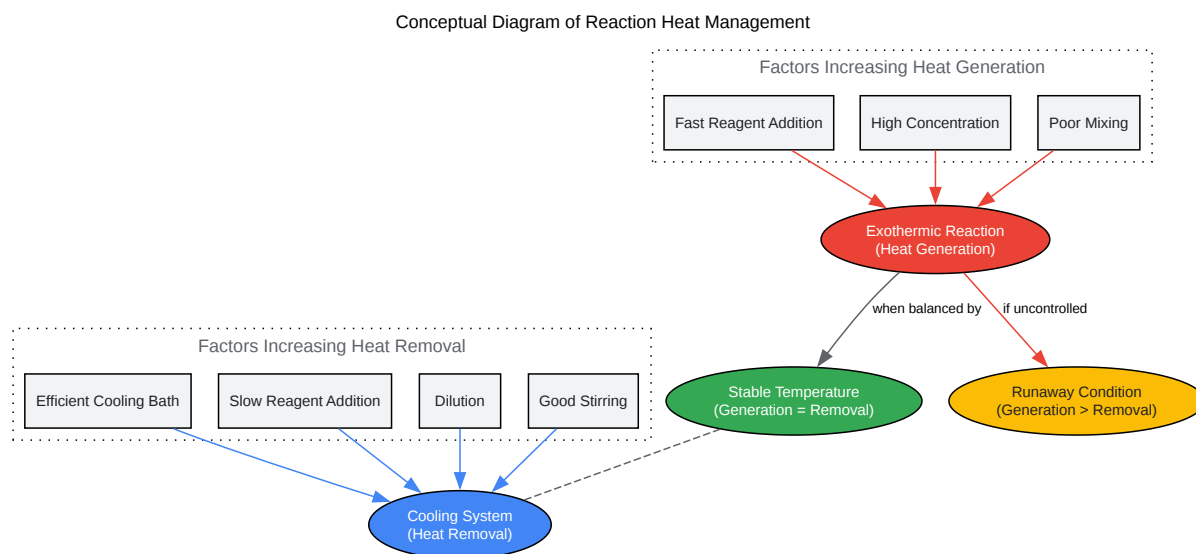 Conceptual Diagram of Reaction Heat Management
Factors Increasing Heat Generation
Fast Reagent Addition
High Concentration
Poor Mixing
Exothermic Reaction
(Heat Generation)
when balanced by
if uncontrolled
Factors Increasing Heat Removal
Efficient Cooling Bath
Slow Reagent Addition
Dilution
Good Stirring
Stable Temperature
(Generation = Removal)
Runaway Condition
(Generation > Removal)
Cooling System
(Heat Removal)